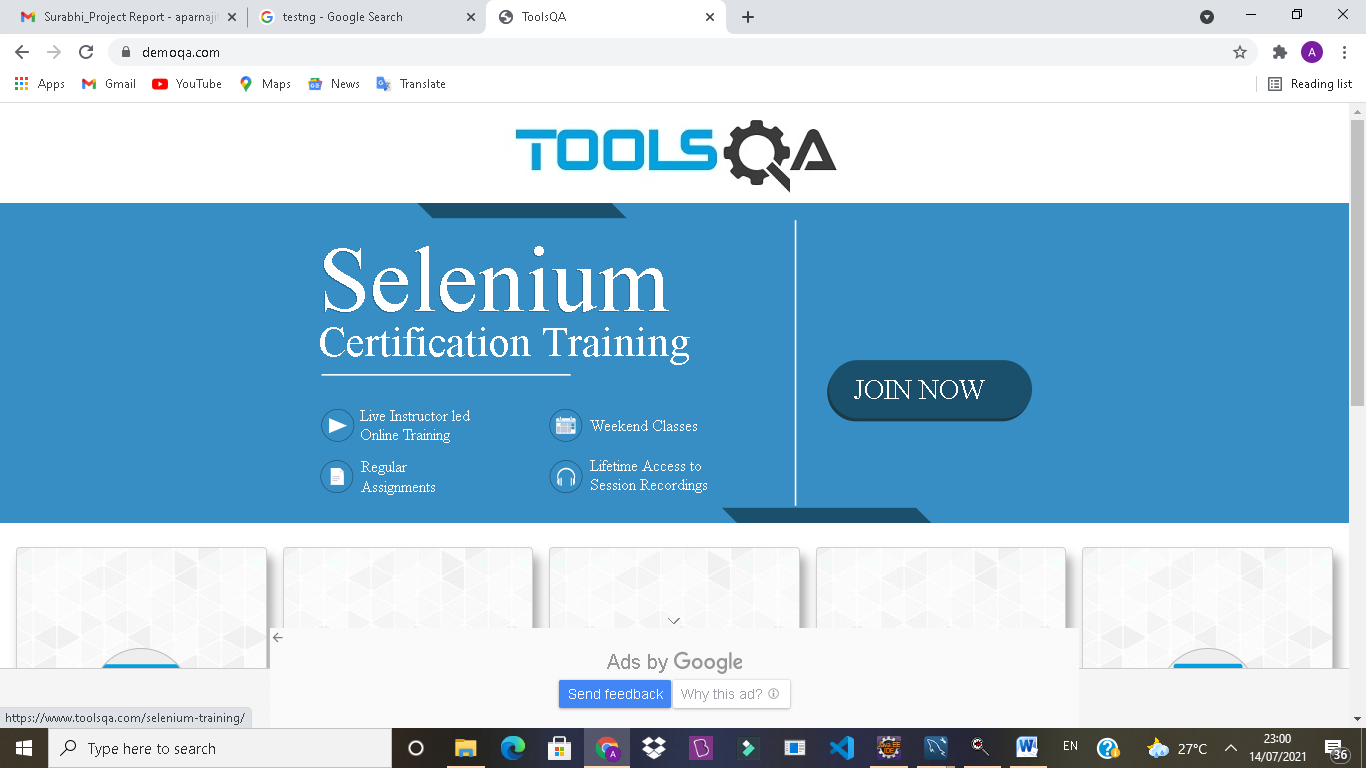 Surabhi_Project Report - aparnaji
testng - Google Search
ToolsQA
demoqa.com
A
Apps
Gmail
YouTube
Maps
News
Translate
Reading list
TOOLSQA
Selenium
Certification Training
JOIN NOW
Live Instructor led
Online Training
Weekend Classes
Regular
Assignments
Lifetime Access to
Session Recordings
Ads by Google
Send feedback
Why this ad?
https://www.toolsqa.com/selenium-training/
Type here to search
EN
27°C
23:00
14/07/2021
36